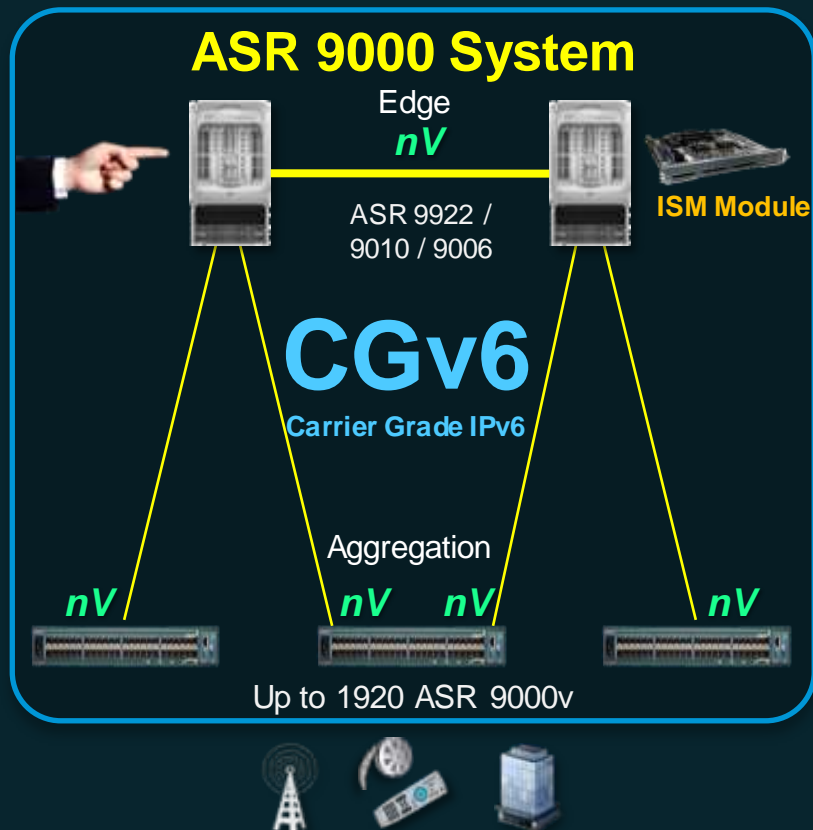 ASR 9000 System
Edge
nV
ASR 9922 /
9010 / 9006
ISM Module
CGv6
Carrier Grade IPv6
Aggregation
nV
nV
nV
nV
Up to 1920 ASR 9000v